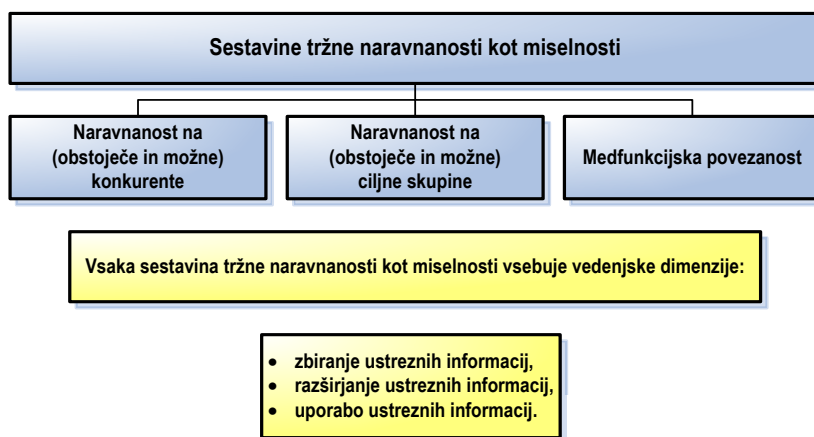 Sestavine tržne naravnanosti kot miselnosti
Naravnanost na
(obstoječe in možne)
konkurente
Naravnanost na
(obstoječe in možne)
ciljne skupine
Medfunkcijska povezanost
Vsaka sestavina tržne naravnanosti kot miselnosti vsebuje vedenjske dimenzije:
• zbiranje ustreznih informacij,
• razširjanje ustreznih informacij,
• uporabo ustreznih informacij.